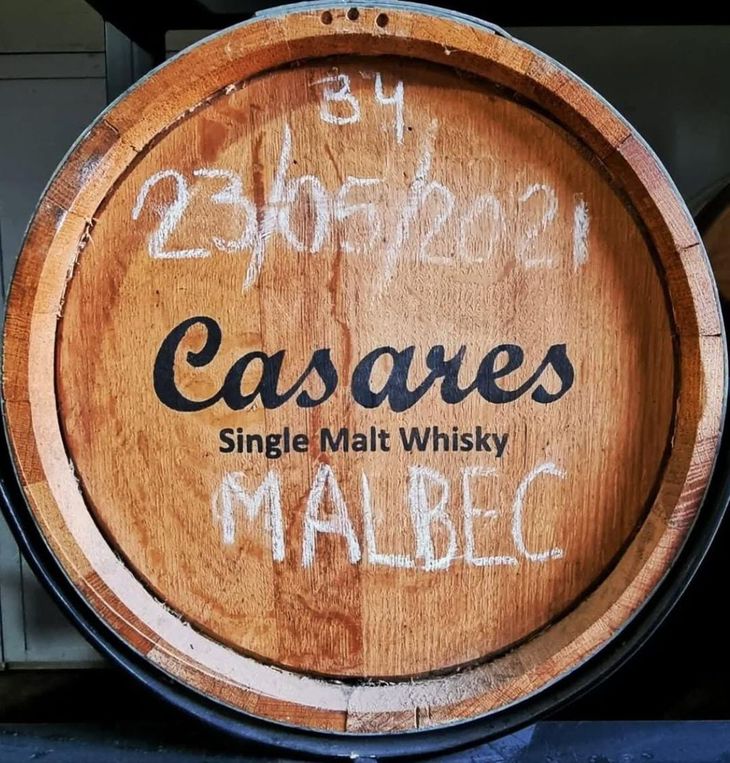 34
23/05/2021
Casares
Single Malt Whisky
MALBEC